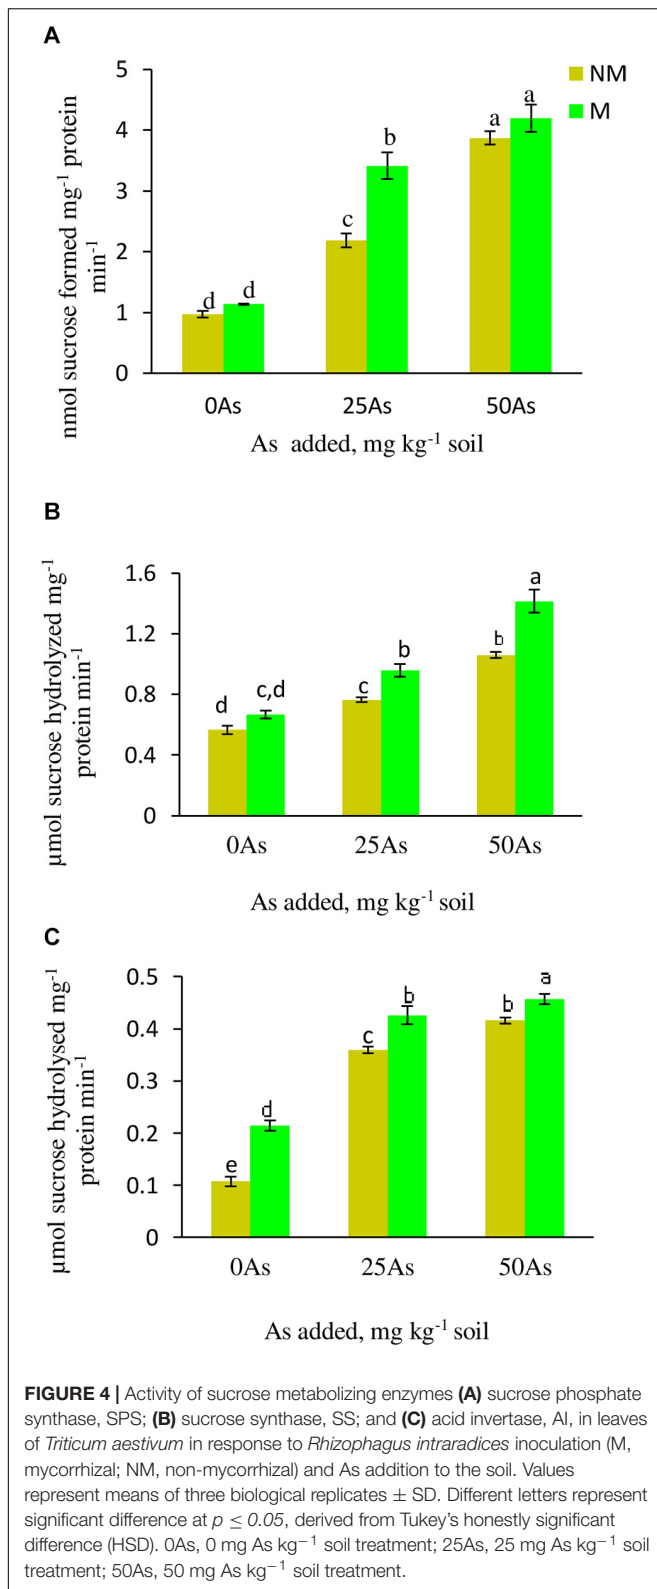 A
NM
M
nmol sucrose formed mg⁻¹ protein
min⁻¹
5
4
3
2
1
0
d
d
c
b
a
a
0As 25As 50As
As added, mg kg⁻¹ soil
B
µmol sucrose hydrolyzed mg⁻¹
protein min⁻¹
1.6
1.2
0.8
0.4
0
d
c,d
c
b
b
a
0As 25As 50As
As added, mg kg⁻¹ soil
C
µmol sucrose hydrolysed mg⁻¹
protein min⁻¹
0.5
0.4
0.3
0.2
0.1
0
e
d
c
b
b
a
0As 25As 50As
As added, mg kg⁻¹ soil
FIGURE 4 | Activity of sucrose metabolizing enzymes (A) sucrose phosphate
synthase, SPS; (B) sucrose synthase, SS; and (C) acid invertase, AI, in leaves
of Triticum aestivum in response to Rhizophagus intraradices inoculation (M,
mycorrhizal; NM, non-mycorrhizal) and As addition to the soil. Values
represent means of three biological replicates ± SD. Different letters represent
significant difference at p ≤ 0.05, derived from Tukey's honestly significant
difference (HSD). 0As, 0 mg As kg⁻¹ soil treatment; 25As, 25 mg As kg⁻¹ soil
treatment; 50As, 50 mg As kg⁻¹ soil treatment.